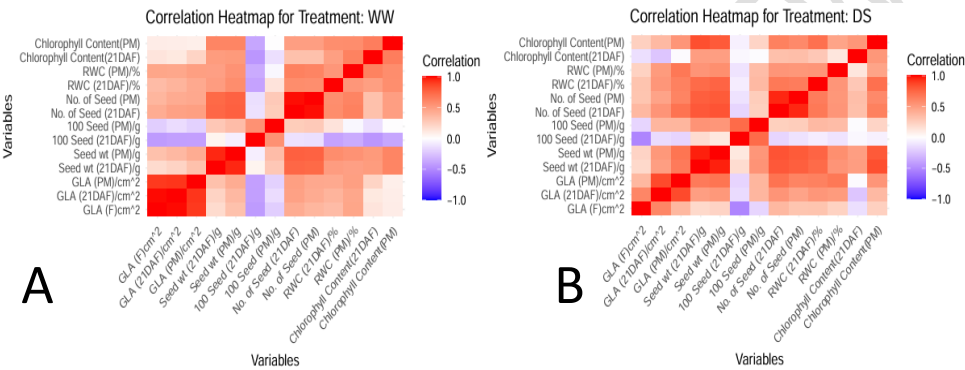 Correlation Heatmap for Treatment: WW
Chlorophyll Content(PM)
Chlorophyll Content(21DAF)
RWC (PM)/%
RWC (21DAF)/%
No. of Seed (PM)
No. of Seed (21DAF)
100 Seed (PM)/g
100 Seed (21DAF)/g
Seed wt (PM)/g
Seed wt (21DAF)/g
GLA (PM)/cm^2
GLA (21DAF)/cm^2
GLA (F)cm^2
Variables
GLA (F)cm^2
GLA (21DAF)/cm^2
GLA (PM)/cm^2
Seed wt (21DAF)/g
Seed wt (PM)/g
100 Seed (21DAF)/g
100 Seed (PM)/g
No. of Seed (21DAF)
No. of Seed (PM)
RWC (21DAF)/%
RWC (PM)/%
Chlorophyll Content(21DAF)
Chlorophyll Content(PM)
Variables
Correlation
1.0
0.5
0.0
−0.5
−1.0
A
Correlation Heatmap for Treatment: DS
Chlorophyll Content(PM)
Chlorophyll Content(21DAF)
RWC (PM)/%
RWC (21DAF)/%
No. of Seed (PM)
No. of Seed (21DAF)
100 Seed (PM)/g
100 Seed (21DAF)/g
Seed wt (PM)/g
Seed wt (21DAF)/g
GLA (PM)/cm^2
GLA (21DAF)/cm^2
GLA (F)cm^2
Variables
GLA (F)cm^2
GLA (21DAF)/cm^2
GLA (PM)/cm^2
Seed wt (21DAF)/g
Seed wt (PM)/g
100 Seed (21DAF)/g
100 Seed (PM)/g
No. of Seed (21DAF)
No. of Seed (PM)
RWC (21DAF)/%
RWC (PM)/%
Chlorophyll Content(21DAF)
Chlorophyll Content(PM)
Variables
Correlation
1.0
0.5
0.0
−0.5
−1.0
B